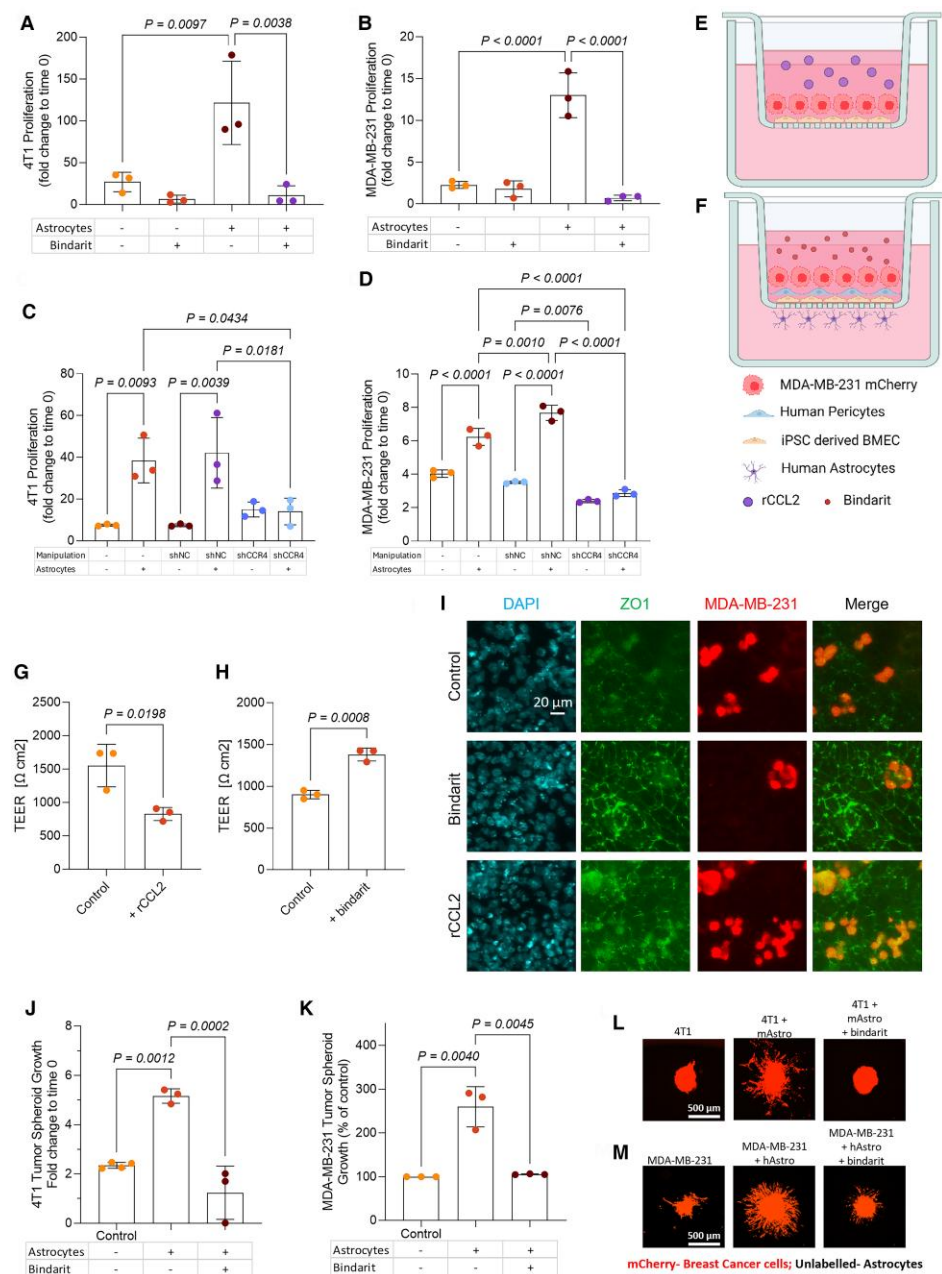 A
P = 0.0097
P = 0.0038
4T1 Proliferation
(fold change to time 0)
200
150
100
50
0
Astrocytes - - + +
Bindarit - + - +
B
P < 0.0001
P < 0.0001
MDA-MB-231 Proliferation
(fold change to time 0)
20
15
10
5
0
Astrocytes - - + +
Bindarit - + - +
E
F
MDA-MB-231 mCherry
Human Pericytes
iPSC derived BMEC
Human Astrocytes
rCCL2
Bindarit
C
P = 0.0434
P = 0.0181
P = 0.0093
P = 0.0039
4T1 Proliferation
(fold change to time 0)
80
60
40
20
0
Manipulation - - shNC shNC shCCR4 shCCR4
Astrocytes - + - + - +
D
P < 0.0001
P = 0.0076
P = 0.0010
P < 0.0001
P < 0.0001
P < 0.0001
MDA-MB-231 Proliferation
(fold change to time 0)
10
8
6
4
2
0
Manipulation - - shNC shNC shCCR4 shCCR4
Astrocytes - + - + - +
G
P = 0.0198
TEER [Ω cm2]
2500
2000
1500
1000
500
0
Control
+ rCCL2
H
P = 0.0008
TEER [Ω cm2]
2000
1500
1000
500
0
Control
+ bindarit
I
DAPI
ZO1
MDA-MB-231
Merge
Control
20 µm
Bindarit
rCCL2
J
P = 0.0002
P = 0.0012
4T1 Tumor Spheroid Growth
Fold change to time 0
8
6
4
2
0
Control
Astrocytes - + +
Bindarit - - +
K
P = 0.0045
P = 0.0040
MDA-MB-231 Tumor Spheroid
Growth (% of control)
400
300
200
100
0
Control
Astrocytes - + +
Bindarit - - +
L
4T1
4T1 +
mAstro
4T1 +
mAstro
+ bindarit
500 µm
M
MDA-MB-231
MDA-MB-231
+ hAstro
MDA-MB-231
+ hAstro
+ bindarit
500 µm
mCherry- Breast Cancer cells; Unlabelled- Astrocytes